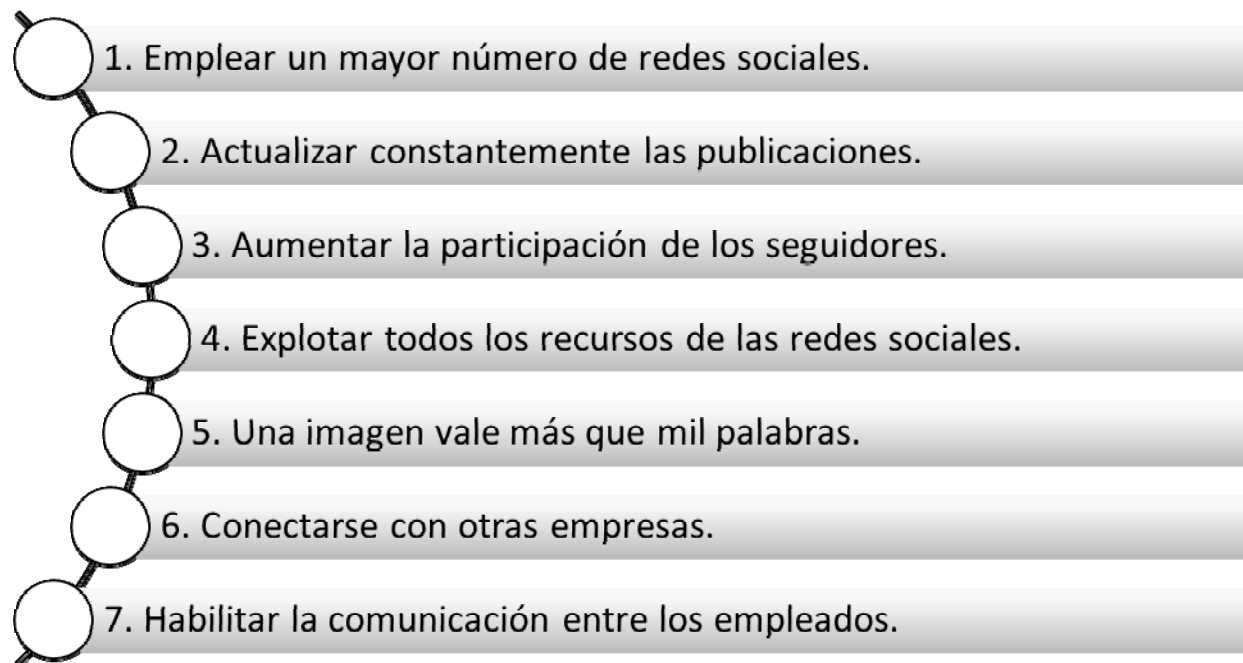 1. Emplear un mayor número de redes sociales.
2. Actualizar constantemente las publicaciones.
3. Aumentar la participación de los seguidores.
4. Explotar todos los recursos de las redes sociales.
5. Una imagen vale más que mil palabras.
6. Conectarse con otras empresas.
7. Habilitar la comunicación entre los empleados.